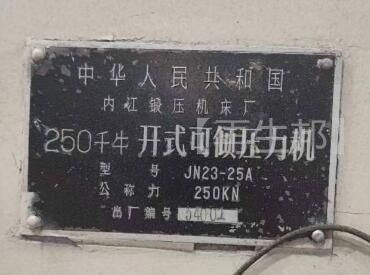 中华人民共和国
内江锻压机床厂
250千牛 开式可倾压力机
型号 JN23-25A
公称力 250KN
出厂编号